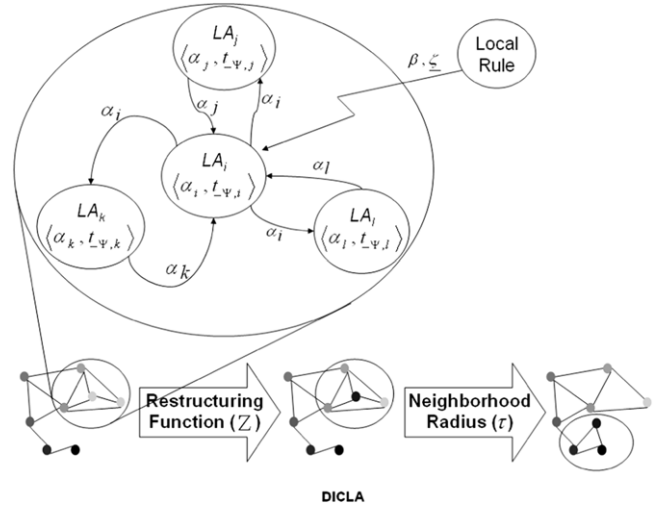 LA_j
⟨α_j, t_Ψ,j⟩
Local
Rule
β, ζ
α_j
α_i
α_i
LA_i
⟨α_i, t_Ψ,i⟩
α_l
LA_k
⟨α_k, t_Ψ,k⟩
LA_l
⟨α_l, t_Ψ,l⟩
α_i
α_k
Restructuring
Function (Z)
Neighborhood
Radius (τ)
DICLA